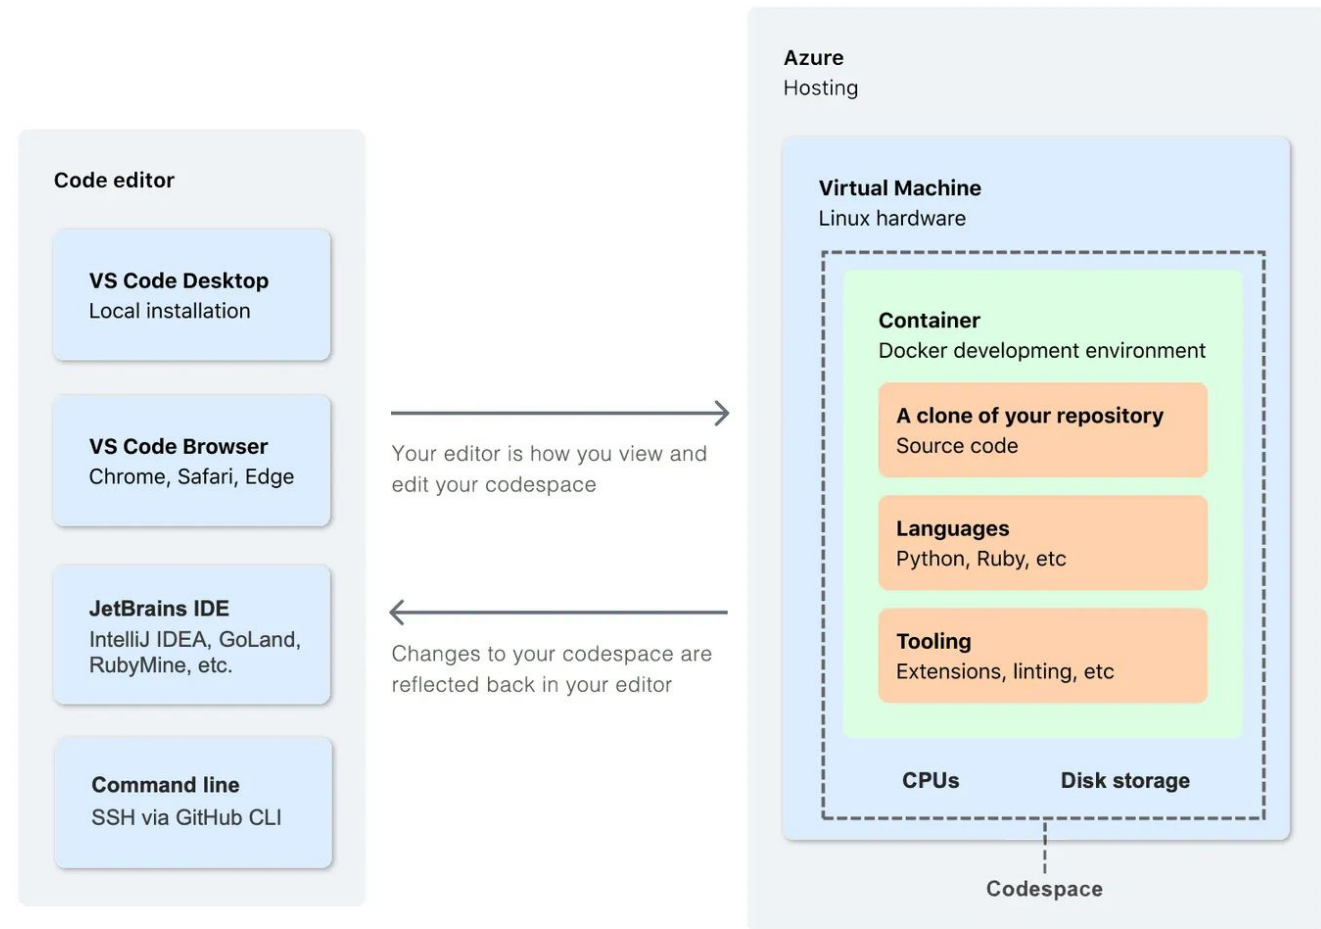 Code editor
VS Code Desktop
Local installation
VS Code Browser
Chrome, Safari, Edge
JetBrains IDE
IntelliJ IDEA, GoLand,
RubyMine, etc.
Command line
SSH via GitHub CLI
Your editor is how you view and
edit your codespace
Changes to your codespace are
reflected back in your editor
Azure
Hosting
Virtual Machine
Linux hardware
Container
Docker development environment
A clone of your repository
Source code
Languages
Python, Ruby, etc
Tooling
Extensions, linting, etc
CPUs
Disk storage
Codespace